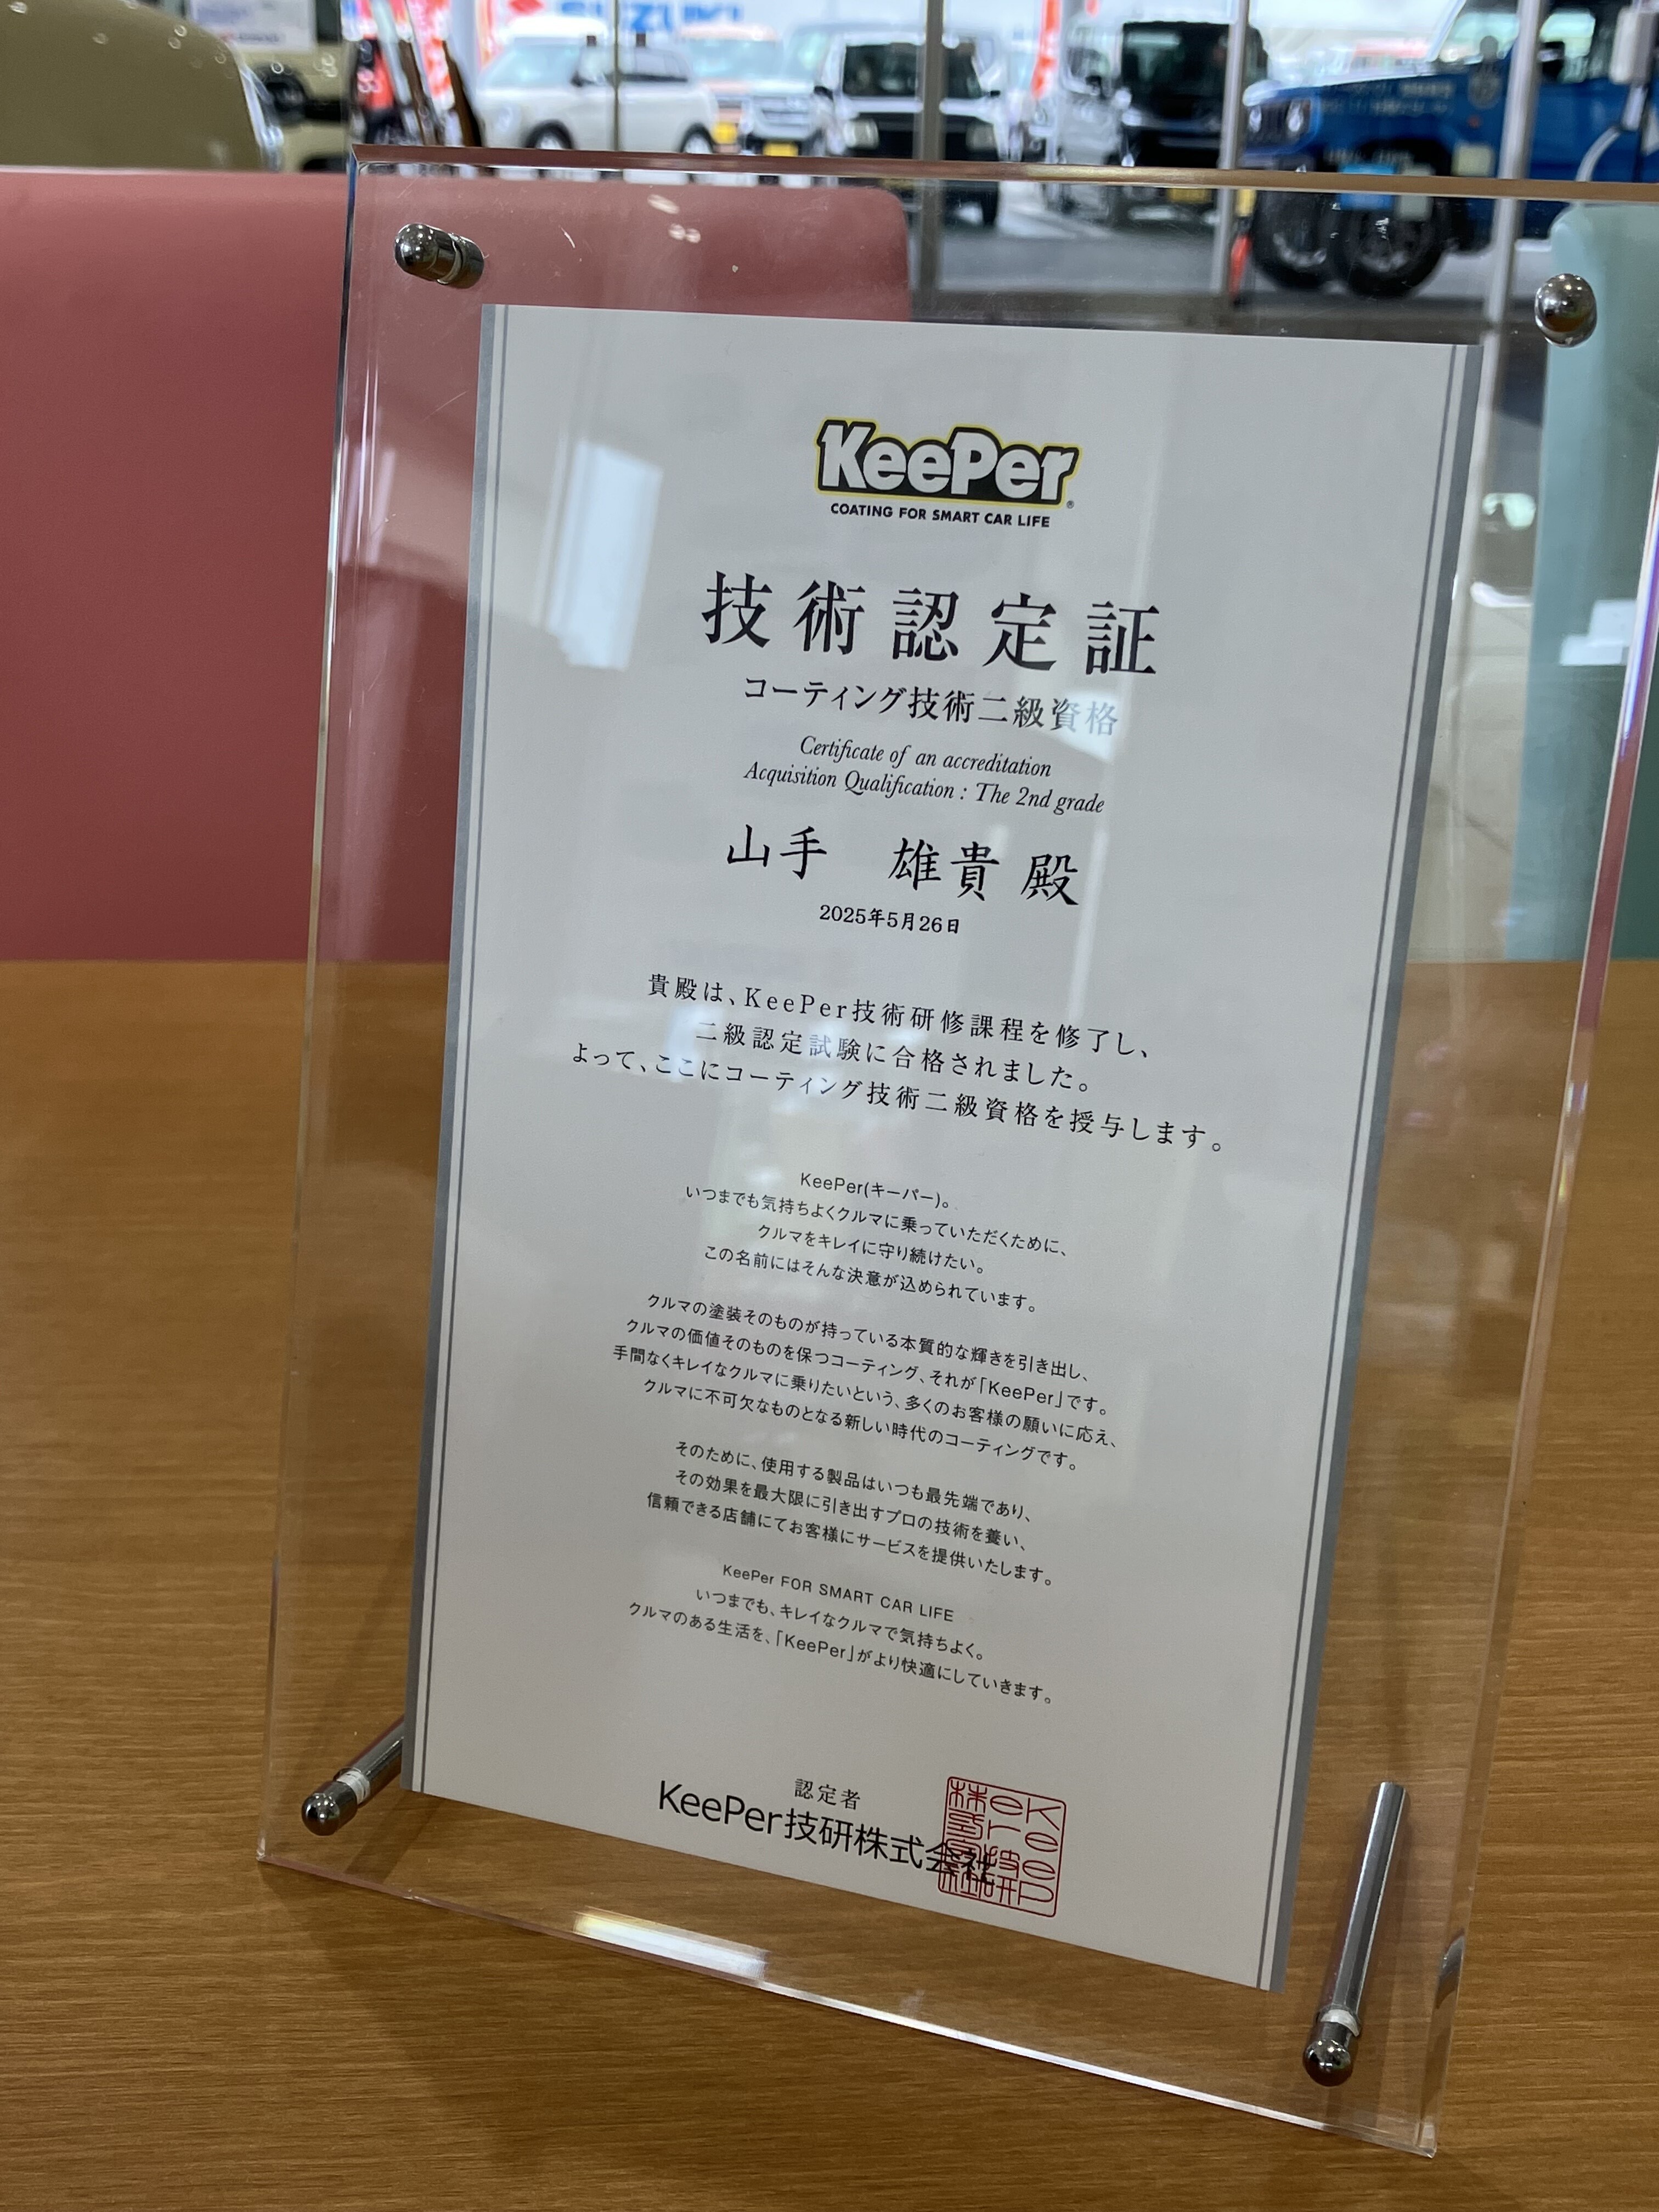 SUZUKI
KeePer
COATING FOR SMART CAR LIFE
技術認定証
コーティング技術二級資格
Certificate of an accreditation
Acquisition Qualification : The 2nd grade
山手 雄貴 殿
2025年5月26日
貴殿は、KeePer技術研修課程を修了し、
二級認定試験に合格されました。
よって、ここにコーティング技術二級資格を授与します。
KeePer(キーパー)。
いつまでも気持ちよくクルマに乗っていただくために、
クルマをキレイに守り続けたい。
この名前にはそんな決意が込められています。
クルマの塗装そのものが持っている本質的な輝きを引き出し、
クルマの価値そのものを保つコーティング、それが「KeePer」です。
手間なくキレイなクルマに乗りたいという、多くのお客様の願いに応え、
クルマに不可欠なものとなる新しい時代のコーティングです。
そのために、使用する製品はいつも最先端であり、
その効果を最大限に引き出すプロの技術を養い、
信頼できる店舗にてお客様にサービスを提供いたします。
KeePer FOR SMART CAR LIFE
いつまでも、キレイなクルマで気持ちよく。
クルマのある生活を、「KeePer」がより快適にしていきます。
認定者
KeePer技研株式会社